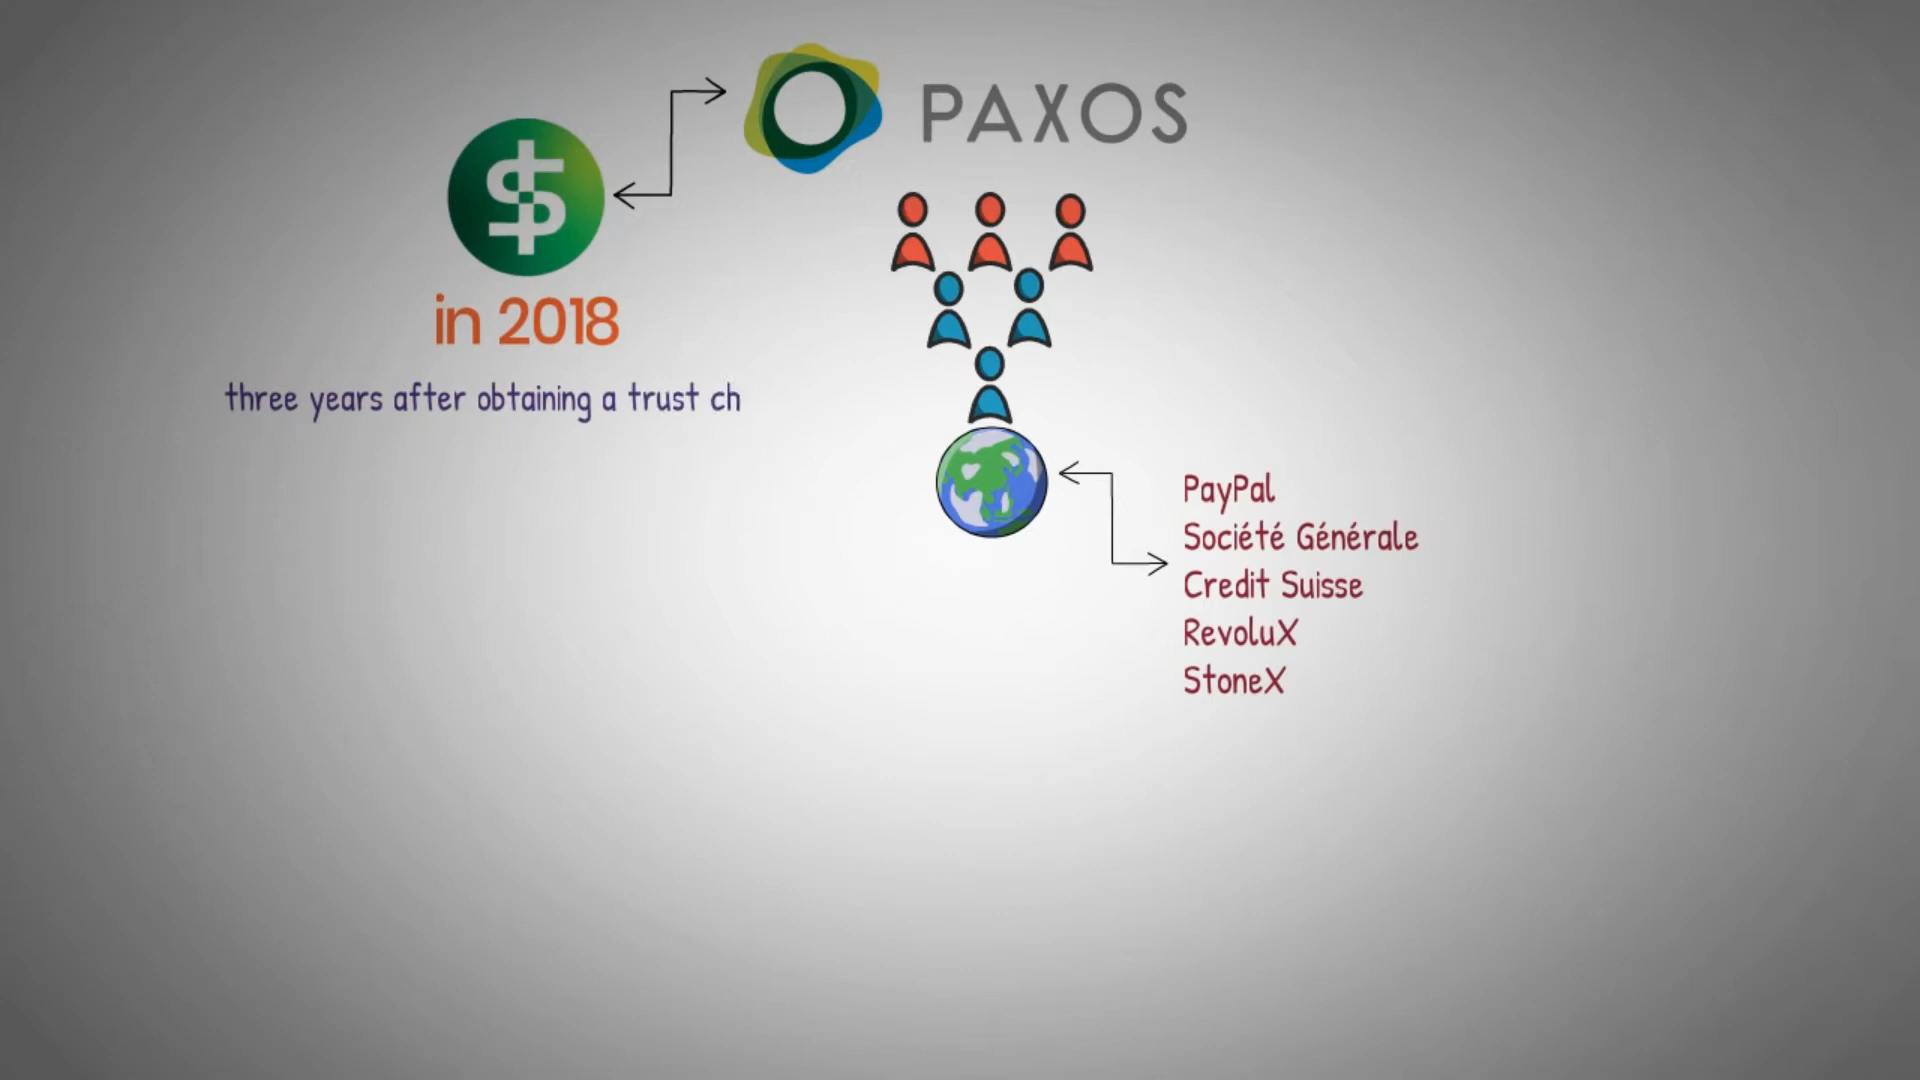 PAXOS
in 2018
three years after obtaining a trust ch
PayPal
Société Générale
Credit Suisse
RevoluX
StoneX